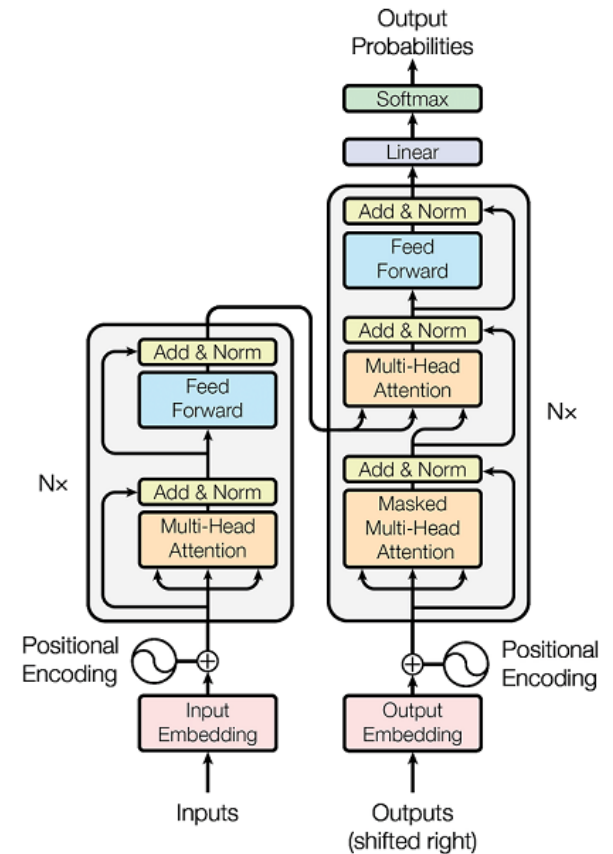 Output
Probabilities
Softmax
Linear
Add & Norm
Feed
Forward
Add & Norm
Multi-Head
Attention
Add & Norm
Masked
Multi-Head
Attention
Nx
Add & Norm
Feed
Forward
Add & Norm
Multi-Head
Attention
Nx
Positional
Encoding
Positional
Encoding
Input
Embedding
Output
Embedding
Inputs
Outputs
(shifted right)